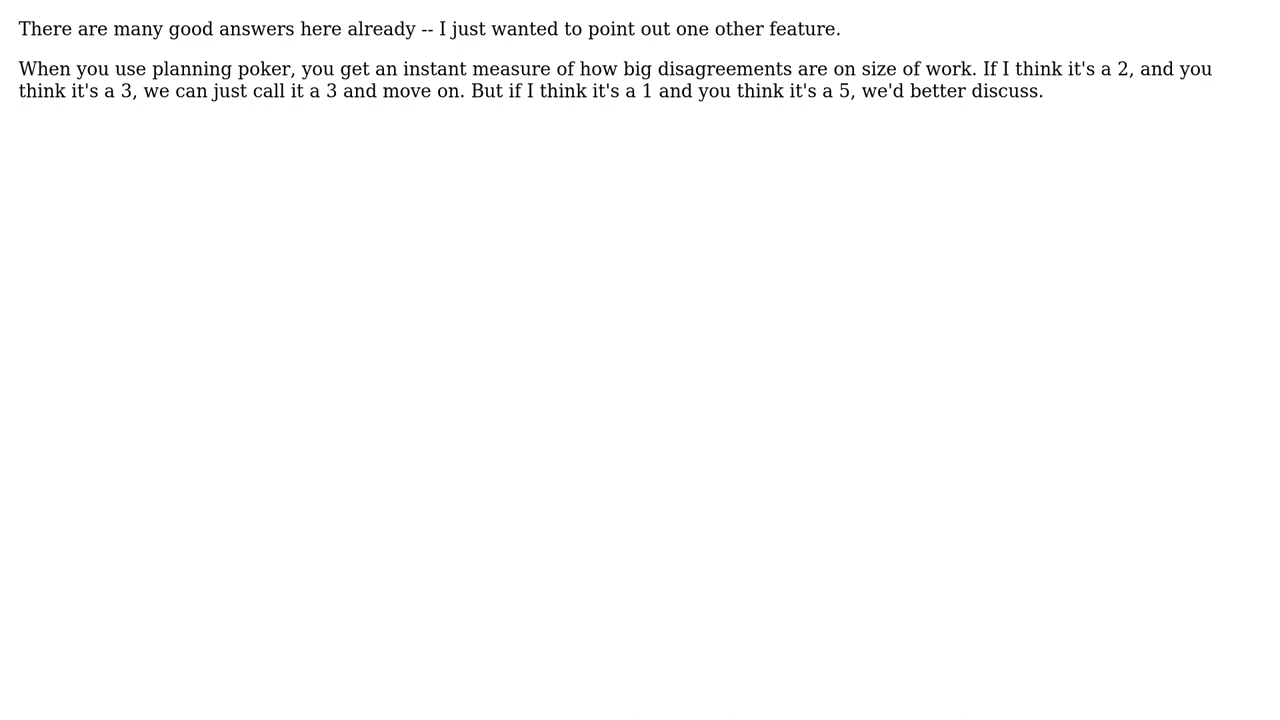 There are many good answers here already -- I just wanted to point out one other feature.
When you use planning poker, you get an instant measure of how big disagreements are on size of work. If I think it's a 2, and you
think it's a 3, we can just call it a 3 and move on. But if I think it's a 1 and you think it's a 5, we'd better discuss.